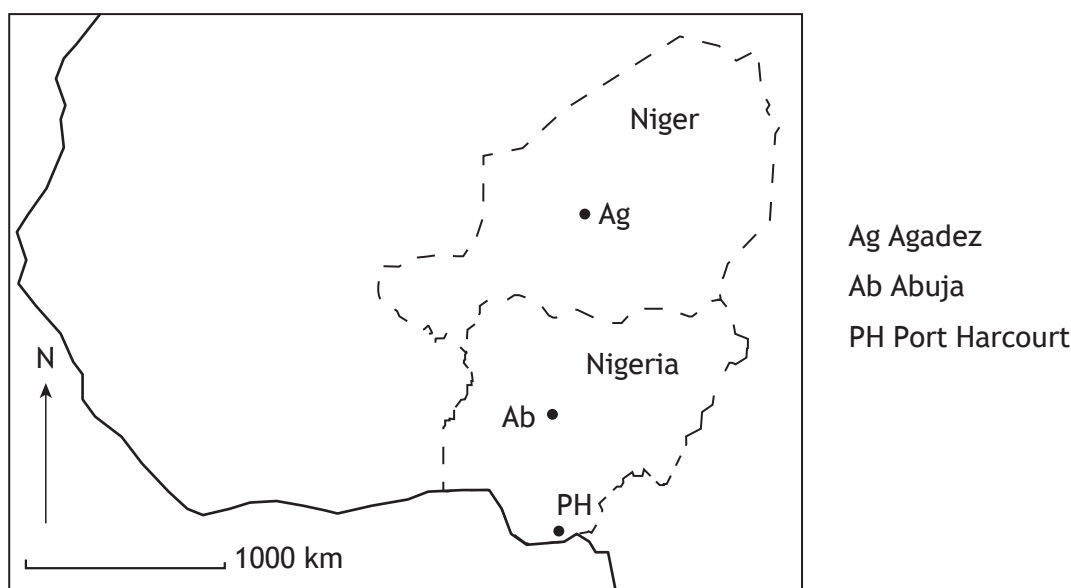 Niger
Ag
Ag Agadez
Ab Abuja
PH Port Harcourt
N
Nigeria
Ab
PH
1000 km